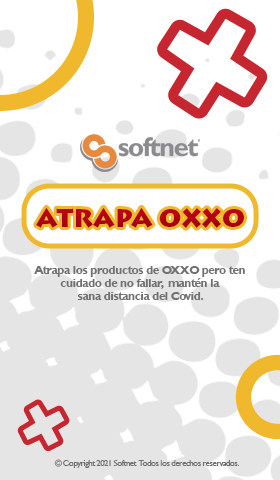 softnet
ATRAPA OXXO
Atrapa los productos de OXXO pero ten
cuidado de no fallar, mantén la
sana distancia del Covid.
© Copyright 2021 Softnet Todos los derechos reservados.